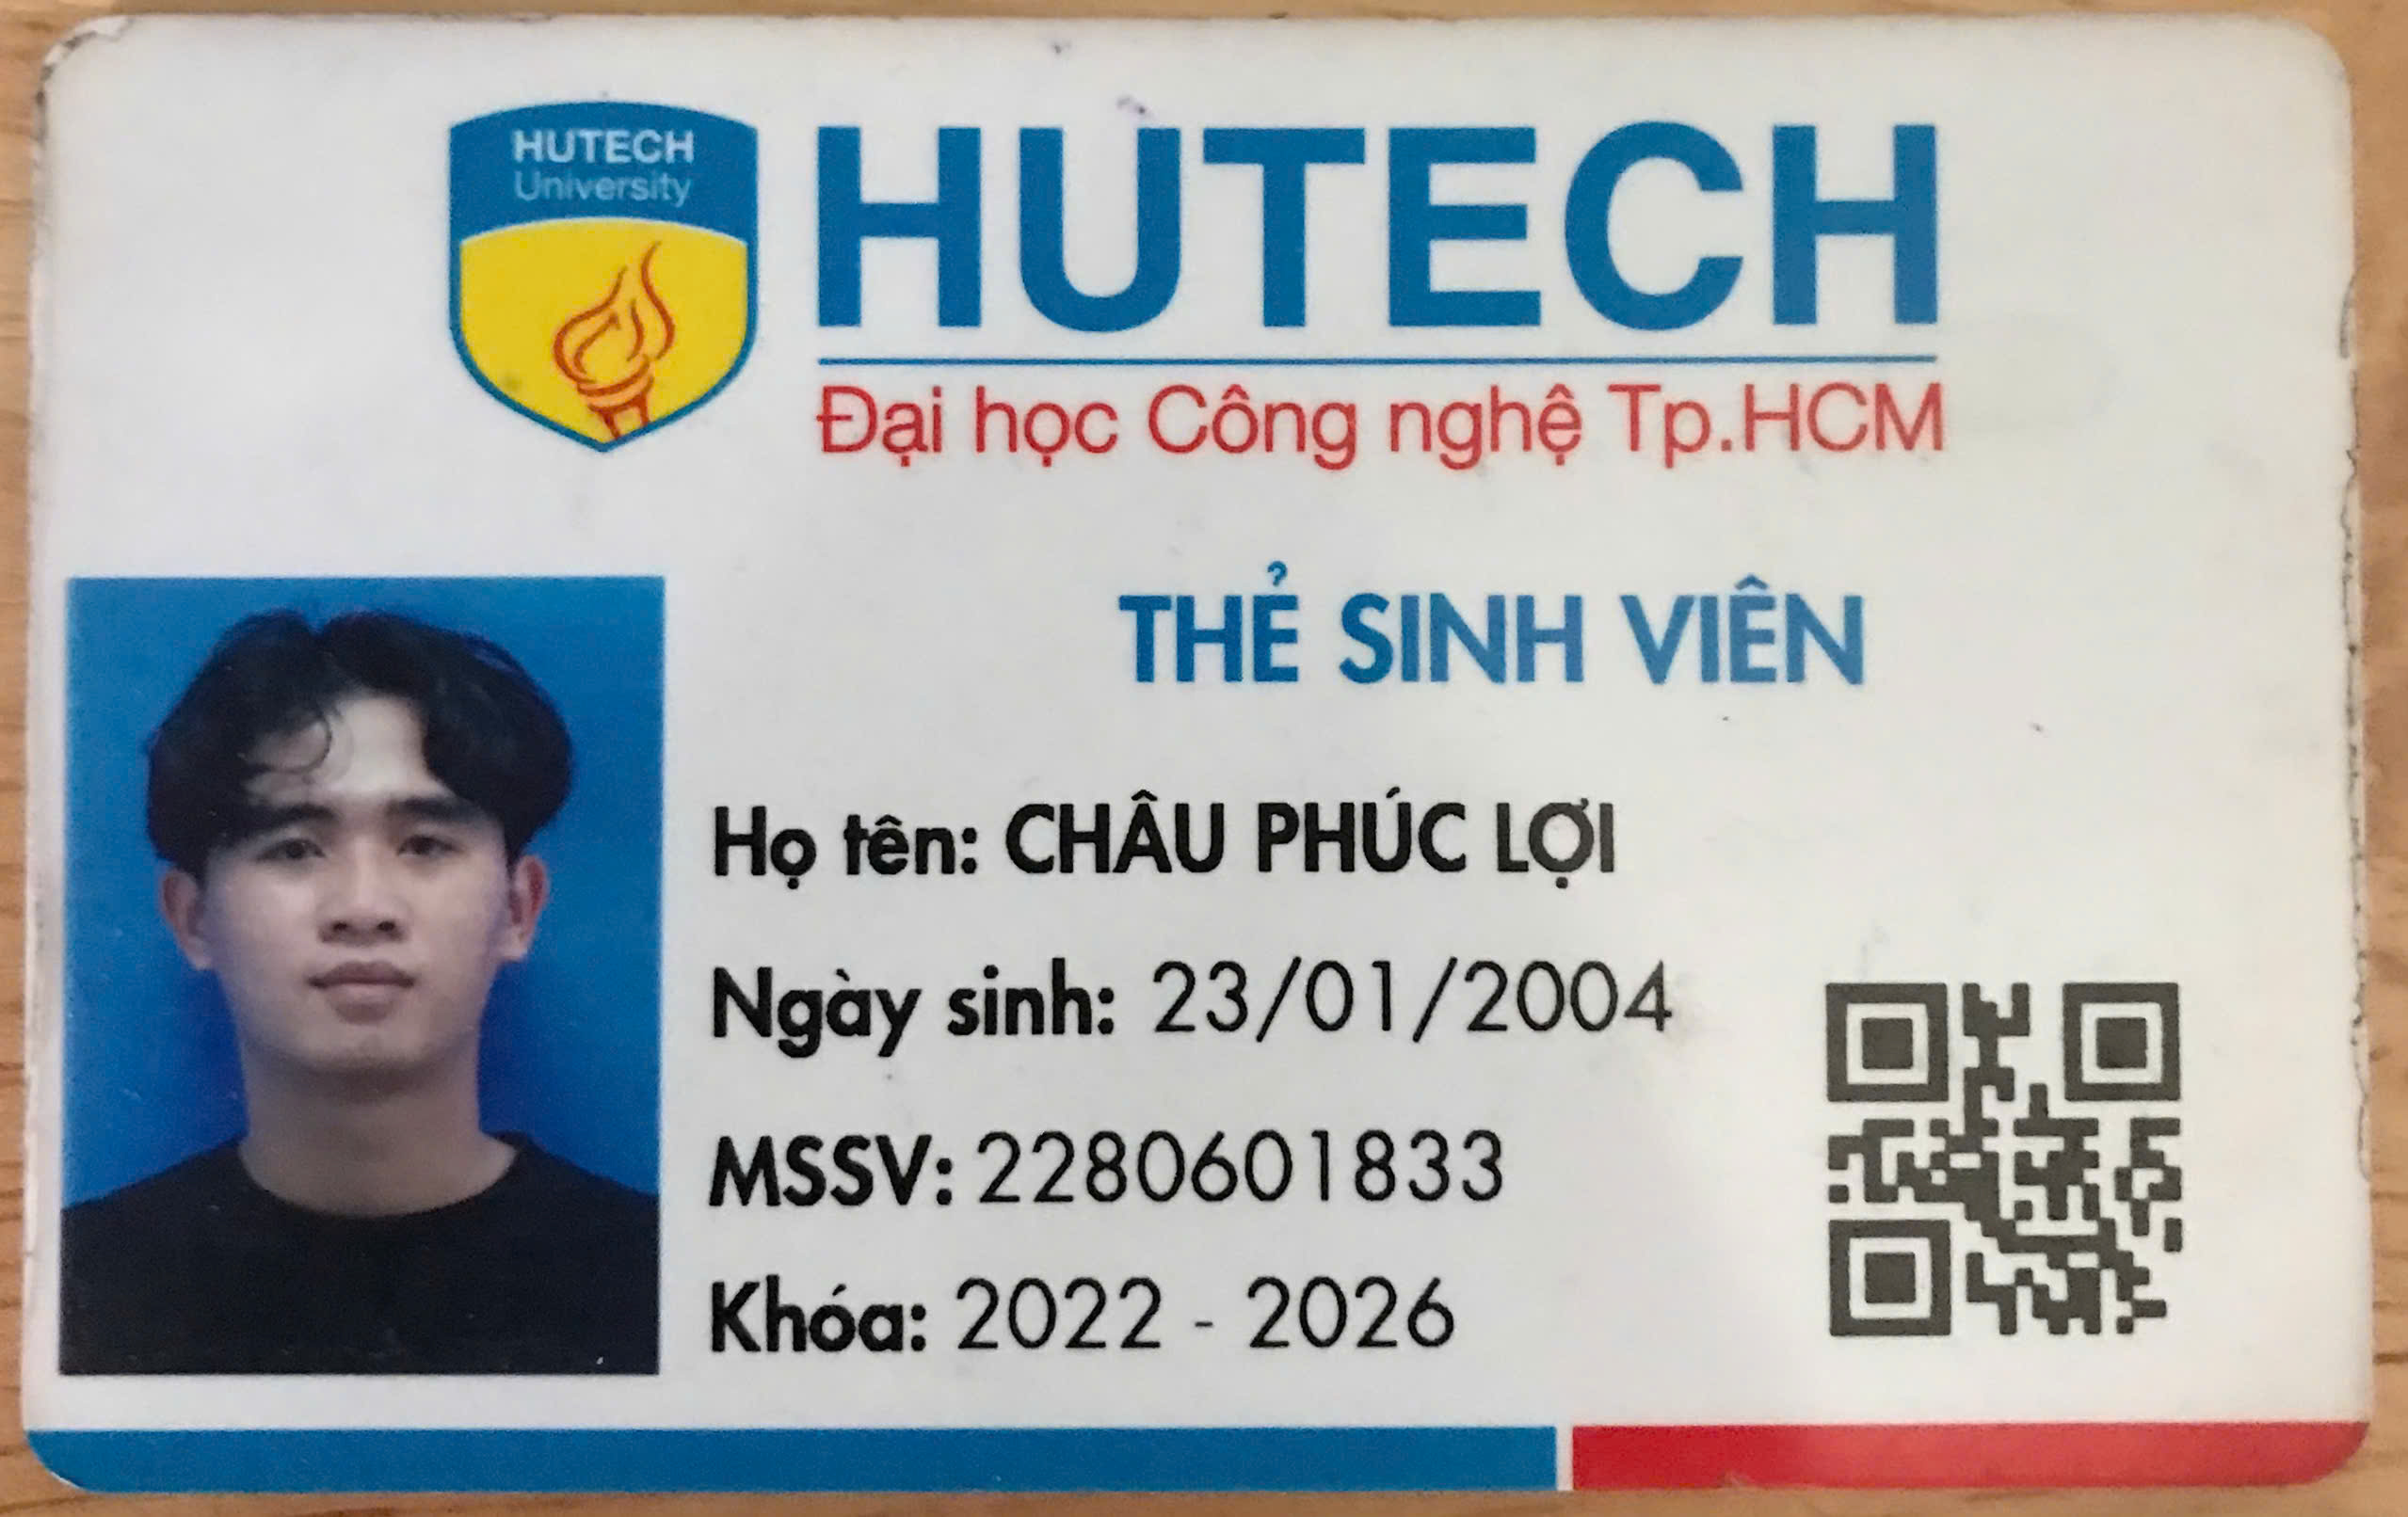 HUTECH
University
HUTECH
Đại học Công nghệ Tp.HCM
THẺ SINH VIÊN
Họ tên: CHÂU PHÚC LỢI
Ngày sinh: 23/01/2004
MSSV: 2280601833
Khóa: 2022 - 2026